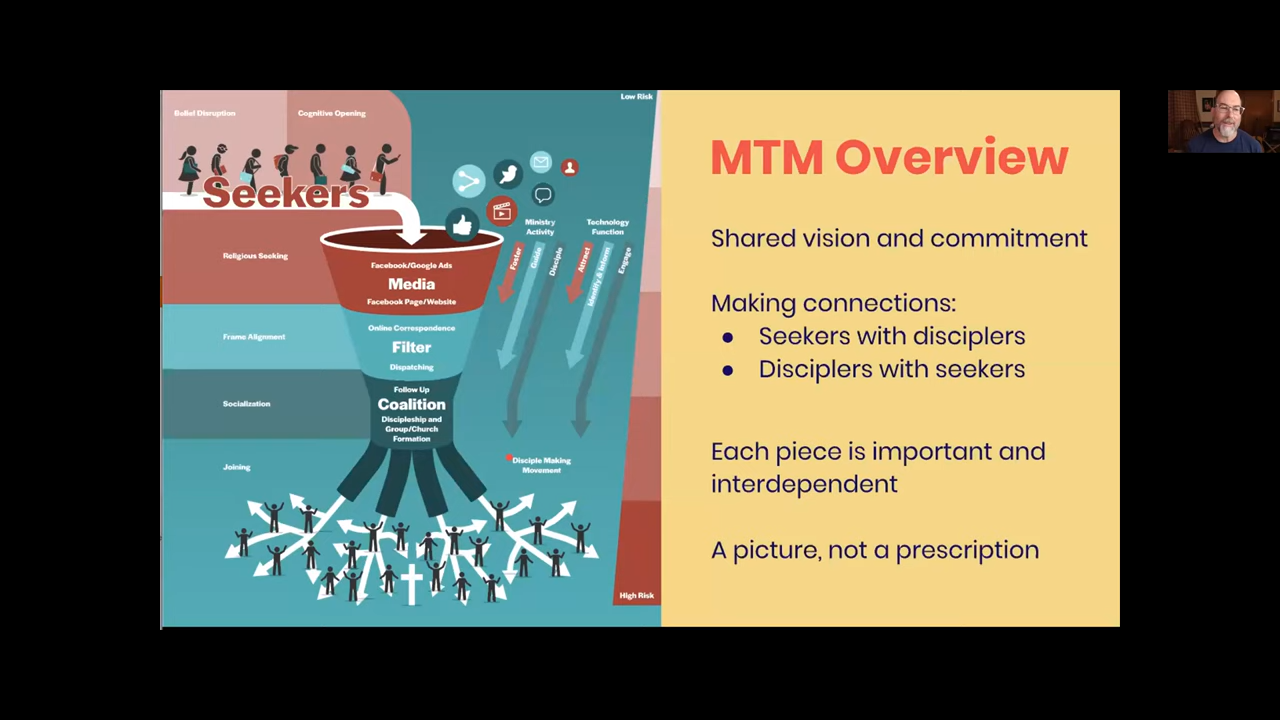 Belief Disruption
Cognitive Opening
Low Risk
Seekers
Religious Seeking
Facebook/Google Ads
Media
Facebook Page/Website
Ministry
Activity
Technology
Function
Foster
Guide
Disciple
Attract
Identify & Inform
Engage
Frame Alignment
Online Correspondence
Filter
Dispatching
Socialization
Follow Up
Coalition
Discipleship and
Group/Church
Formation
Joining
Disciple Making
Movement
High Risk
MTM Overview
Shared vision and commitment
Making connections:
● Seekers with disciplers
● Disciplers with seekers
Each piece is important and
interdependent
A picture, not a prescription